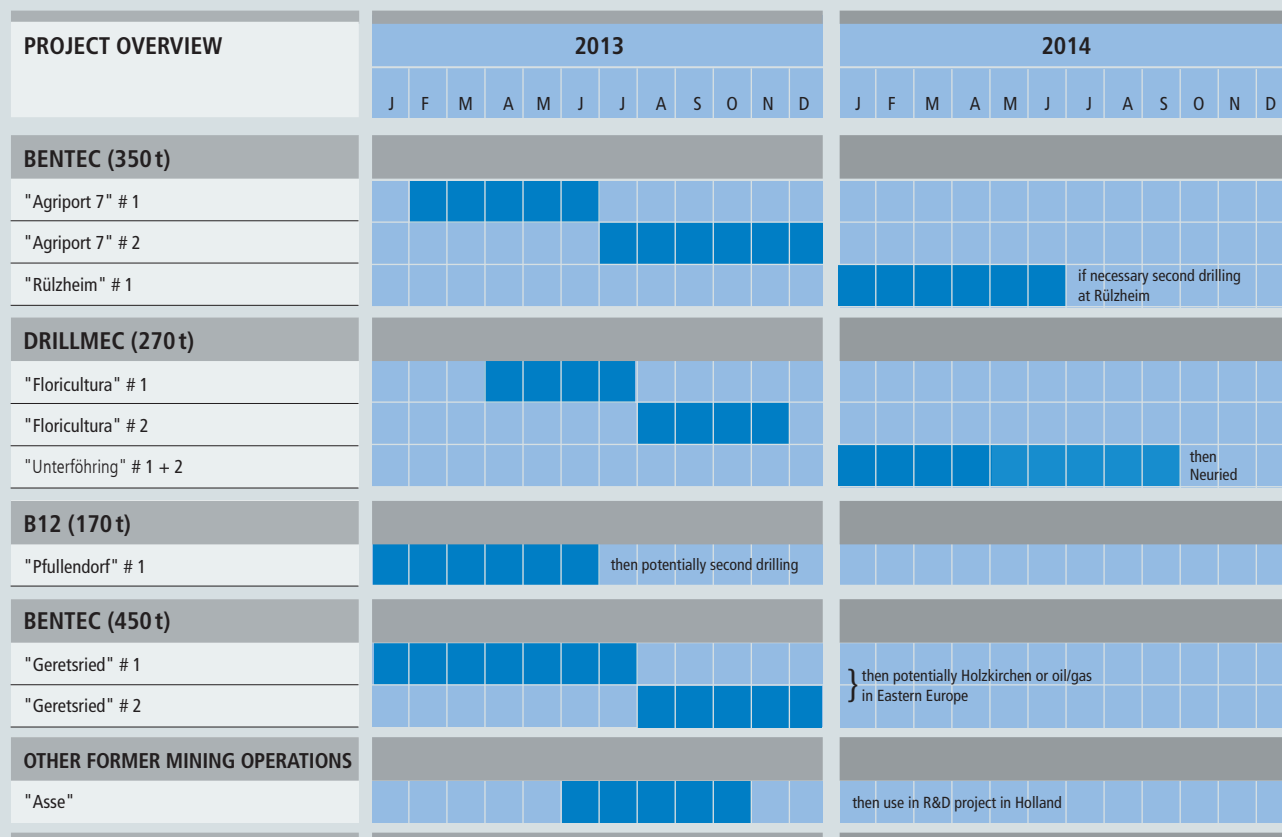 PROJECT OVERVIEW
2013
2014
J F M A M J J A S O N D
J F M A M J J A S O N D
BENTEC (350 t)
"Agriport 7" # 1
"Agriport 7" # 2
"Rülzheim" # 1
if necessary second drilling
at Rülzheim
DRILLMEC (270 t)
"Floricultura" # 1
"Floricultura" # 2
"Unterföhring" # 1 + 2
then
Neuried
B12 (170 t)
"Pfullendorf" # 1
then potentially second drilling
BENTEC (450 t)
"Geretsried" # 1
"Geretsried" # 2
} then potentially Holzkirchen or oil/gas
in Eastern Europe
OTHER FORMER MINING OPERATIONS
"Asse"
then use in R&D project in Holland